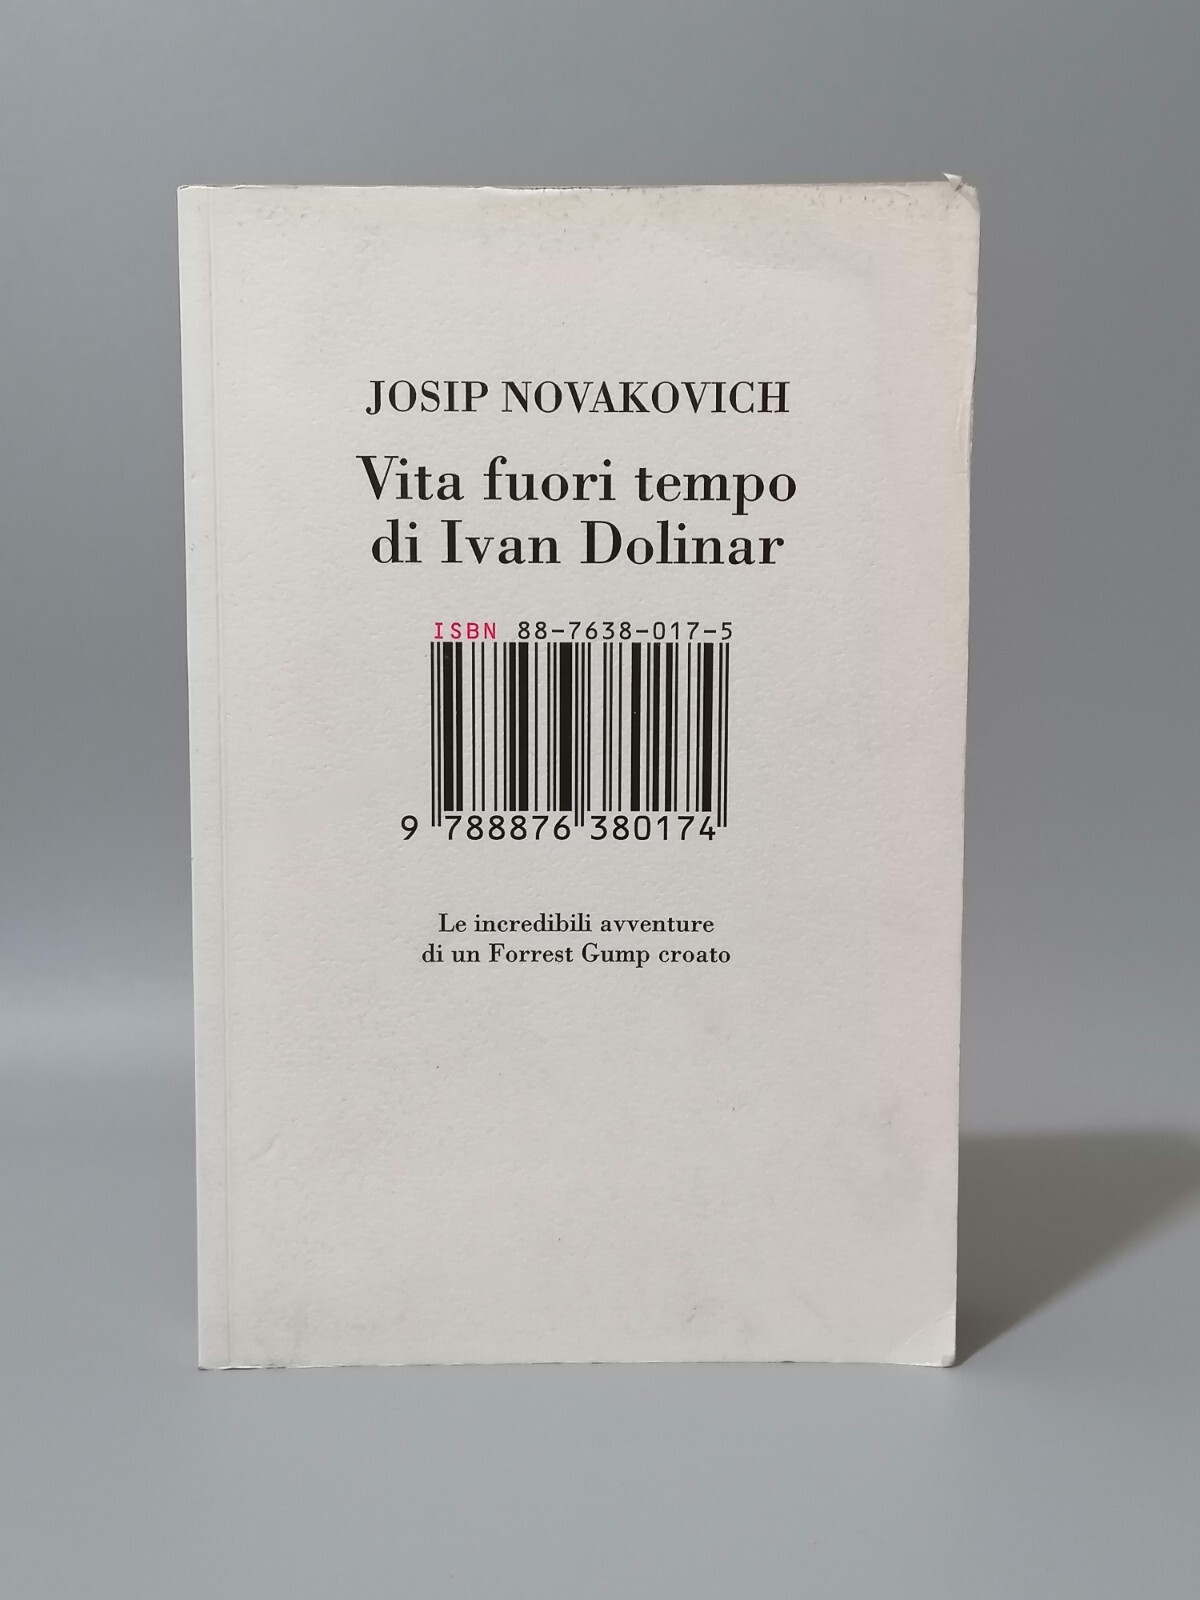 JOSIP NOVAKOVICH
Vita fuori tempo
di Ivan Dolinar
ISBN 88-7638-017-5
9 788876 380174
Le incredibili avventure
di un Forrest Gump croato